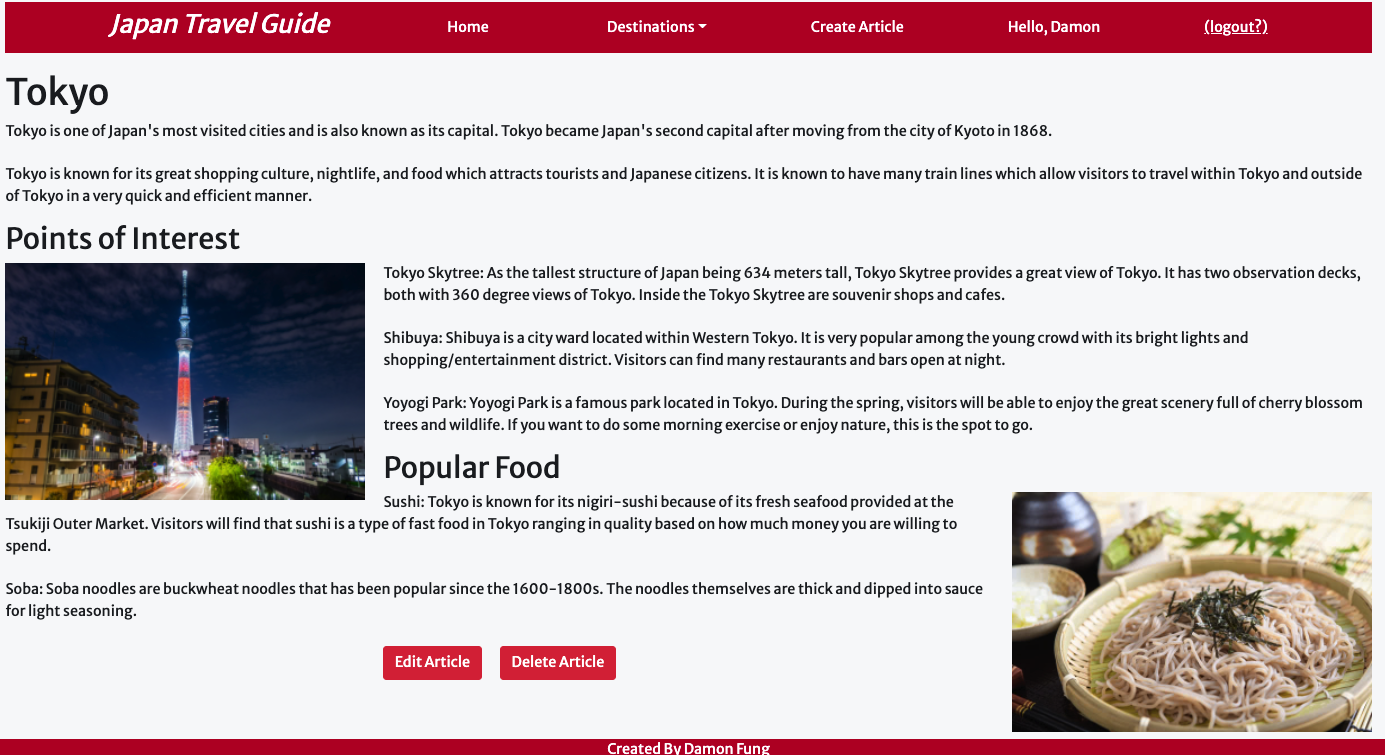 Japan Travel Guide
Home
Destinations
Create Article
Hello, Damon
(logout?)
Tokyo
Tokyo is one of Japan's most visited cities and is also known as its capital. Tokyo became Japan's second capital after moving from the city of Kyoto in 1868.
Tokyo is known for its great shopping culture, nightlife, and food which attracts tourists and Japanese citizens. It is known to have many train lines which allow visitors to travel within Tokyo and outside
of Tokyo in a very quick and efficient manner.
Points of Interest
Tokyo Skytree: As the tallest structure of Japan being 634 meters tall, Tokyo Skytree provides a great view of Tokyo. It has two observation decks,
both with 360 degree views of Tokyo. Inside the Tokyo Skytree are souvenir shops and cafes.
Shibuya: Shibuya is a city ward located within Western Tokyo. It is very popular among the young crowd with its bright lights and
shopping/entertainment district. Visitors can find many restaurants and bars open at night.
Yoyogi Park: Yoyogi Park is a famous park located in Tokyo. During the spring, visitors will be able to enjoy the great scenery full of cherry blossom
trees and wildlife. If you want to do some morning exercise or enjoy nature, this is the spot to go.
Popular Food
Sushi: Tokyo is known for its nigiri-sushi because of its fresh seafood provided at the
Tsukiji Outer Market. Visitors will find that sushi is a type of fast food in Tokyo ranging in quality based on how much money you are willing to
spend.
Soba: Soba noodles are buckwheat noodles that has been popular since the 1600-1800s. The noodles themselves are thick and dipped into sauce
for light seasoning.
Edit Article
Delete Article
Created By Damon Fung